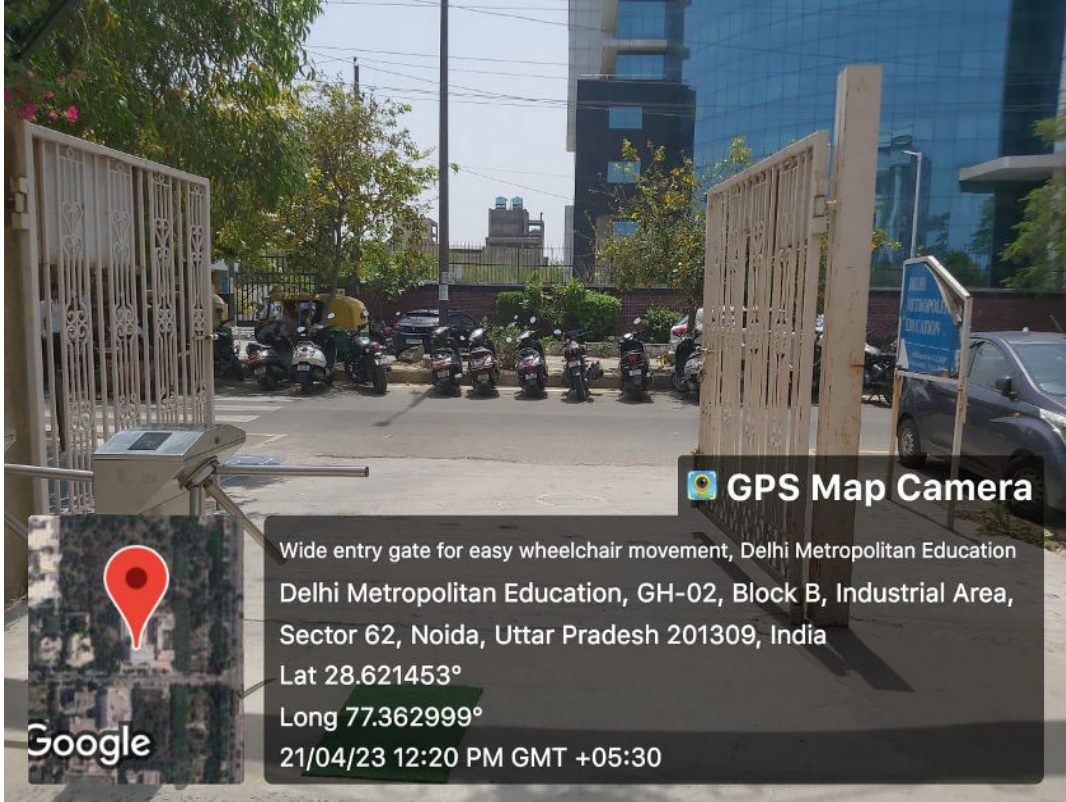 DELHI
METROPOLI
EDUCATION
GPS Map Camera
Wide entry gate for easy wheelchair movement, Delhi Metropolitan Education
Delhi Metropolitan Education, GH-02, Block B, Industrial Area,
Sector 62, Noida, Uttar Pradesh 201309, India
Lat 28.621453°
Long 77.362999°
21/04/23 12:20 PM GMT +05:30
Google